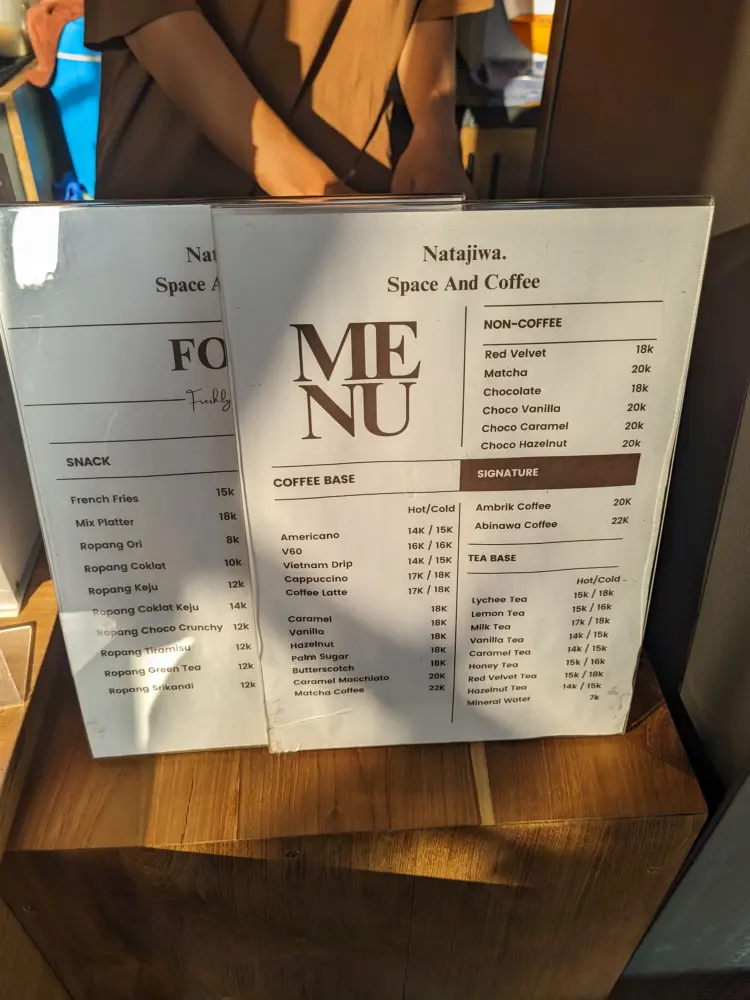 Nat
Space A
FO
Freshly
SNACK
French Fries 15k
Mix Platter 18k
Ropang Ori 8k
Ropang Coklat 10k
Ropang Keju 12k
Ropang Coklat Keju 14k
Ropang Choco Crunchy 12k
Ropang Tiramisu 12k
Ropang Green Tea 12k
Ropang Srikandi 12k
Natajiwa.
Space And Coffee
MENU
COFFEE BASE
Hot/Cold
Americano 14K / 15K
V60 16K / 16K
Vietnam Drip 14K / 15K
Cappuccino 17K / 18K
Coffee Latte 17K / 18K
Caramel 18K
Vanilla 18K
Hazelnut 18K
Palm Sugar 18K
Butterscotch 18K
Caramel Macchiato 20K
Matcha Coffee 22K
NON-COFFEE
Red Velvet 18k
Matcha 20k
Chocolate 18k
Choco Vanilla 20k
Choco Caramel 20k
Choco Hazelnut 20k
SIGNATURE
Ambrik Coffee 20K
Abinawa Coffee 22K
TEA BASE
Hot/Cold
Lychee Tea 15k / 18k
Lemon Tea 15k / 16k
Milk Tea 17k / 18k
Vanilla Tea 14k / 15k
Caramel Tea 14k / 15k
Honey Tea 15k / 16k
Red Velvet Tea 15k / 18k
Hazelnut Tea 14k / 15k
Mineral Water 7k